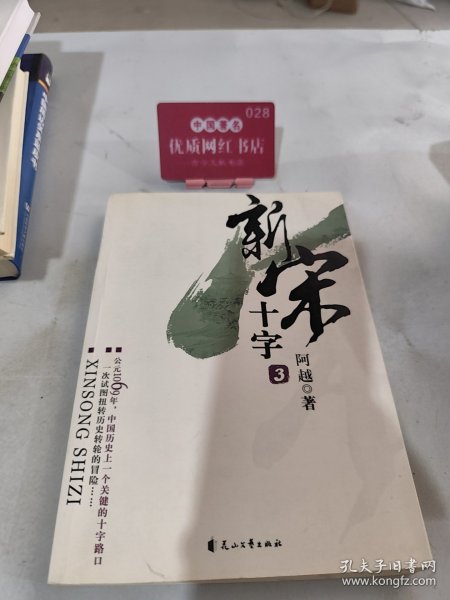 028
中国著名
优质网红书店
新宋
十字
3
阿越◎著
公元1069年，中国历史上一个关键的十字路口
一次试图扭转历史转轮的冒险……
XINSONG SHIZI
花山文艺出版社
孔夫子旧书网
www.kongfz.com